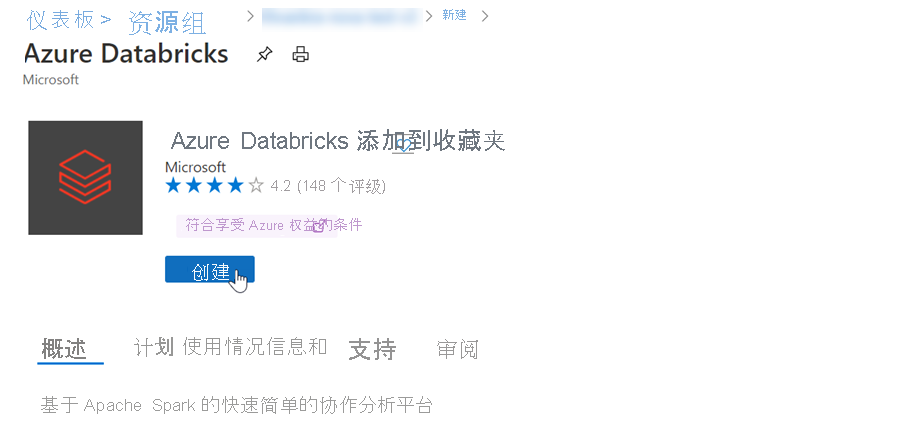 仪表板 > 资源组 > > 新建 >
Azure Databricks
Microsoft
Azure Databricks 添加到收藏夹
Microsoft
4.2 (148 个评级)
符合享受 Azure 权益的条件
创建
概述 计划 使用情况信息和 支持 审阅
基于 Apache Spark 的快速简单的协作分析平台